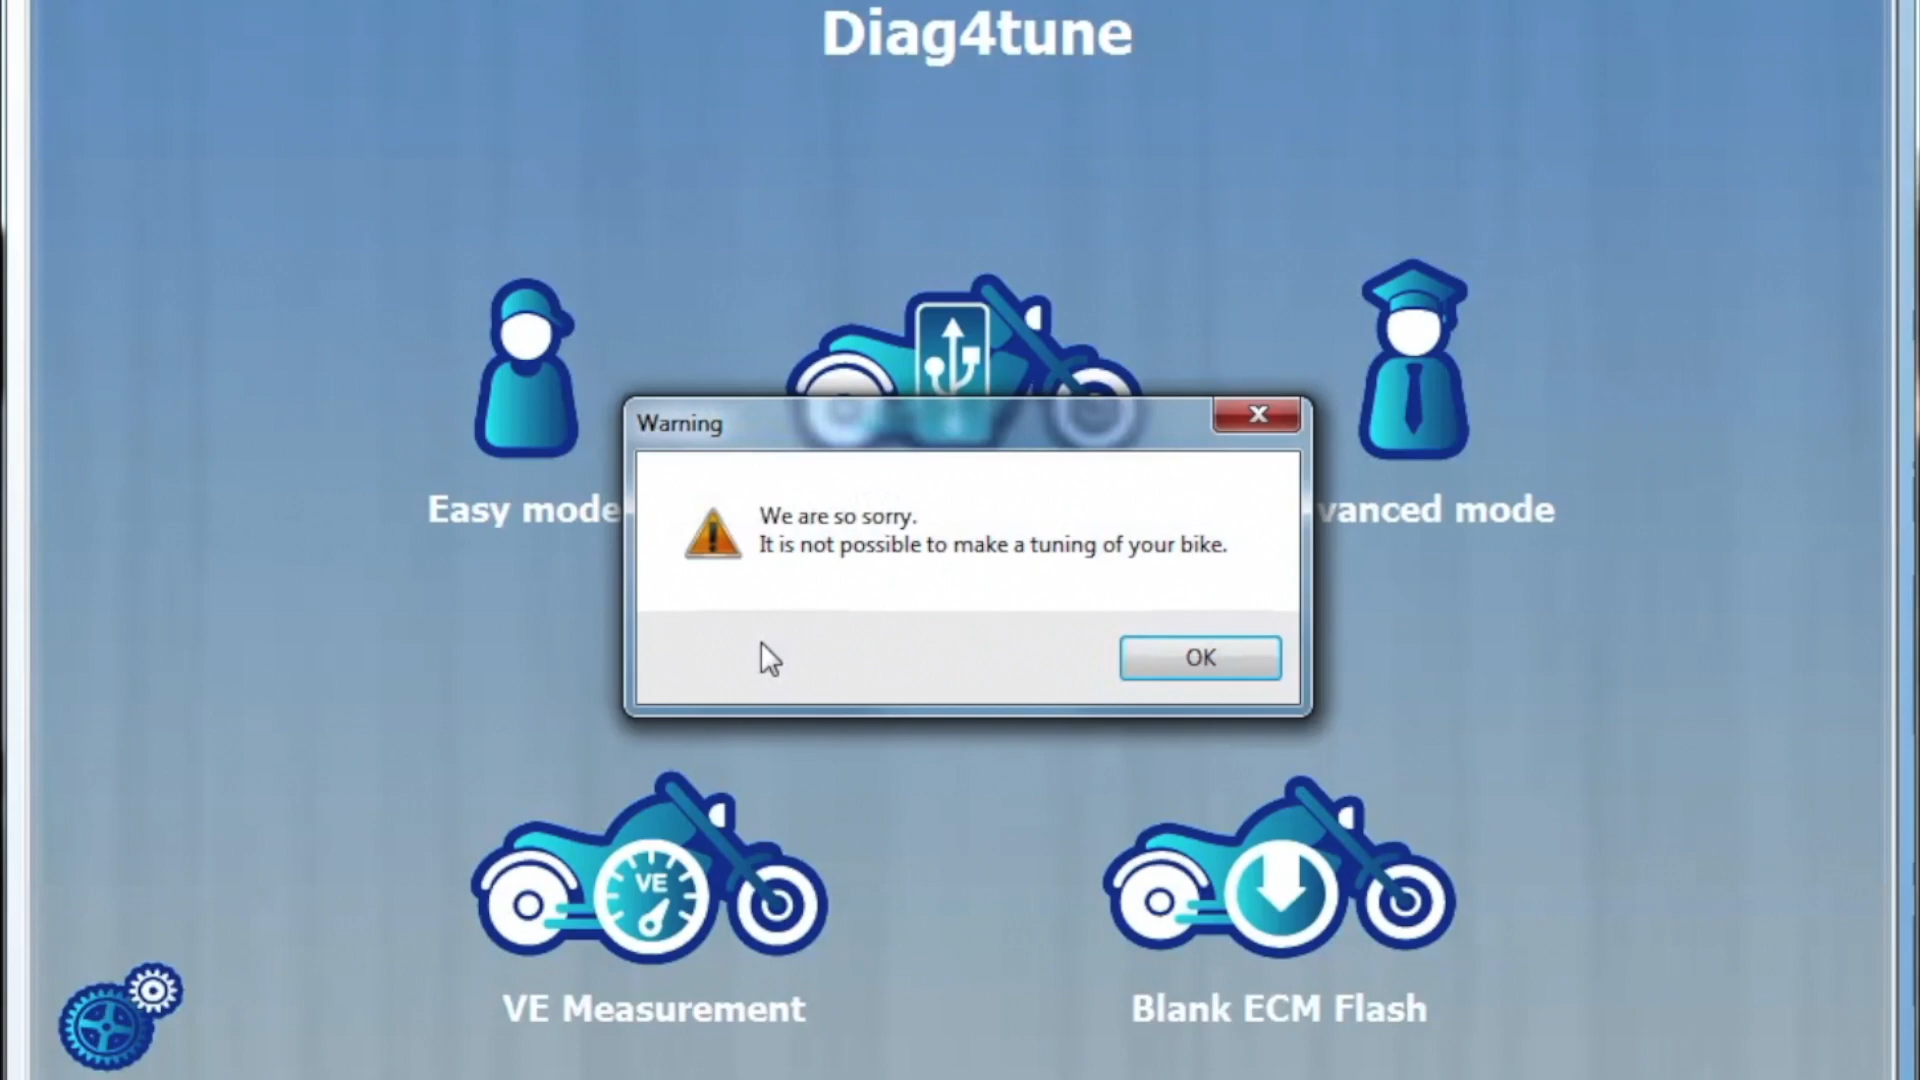 Diag4tune
Easy mode
vanced mode
Warning
We are so sorry.
It is not possible to make a tuning of your bike.
OK
VE
VE Measurement
Blank ECM Flash